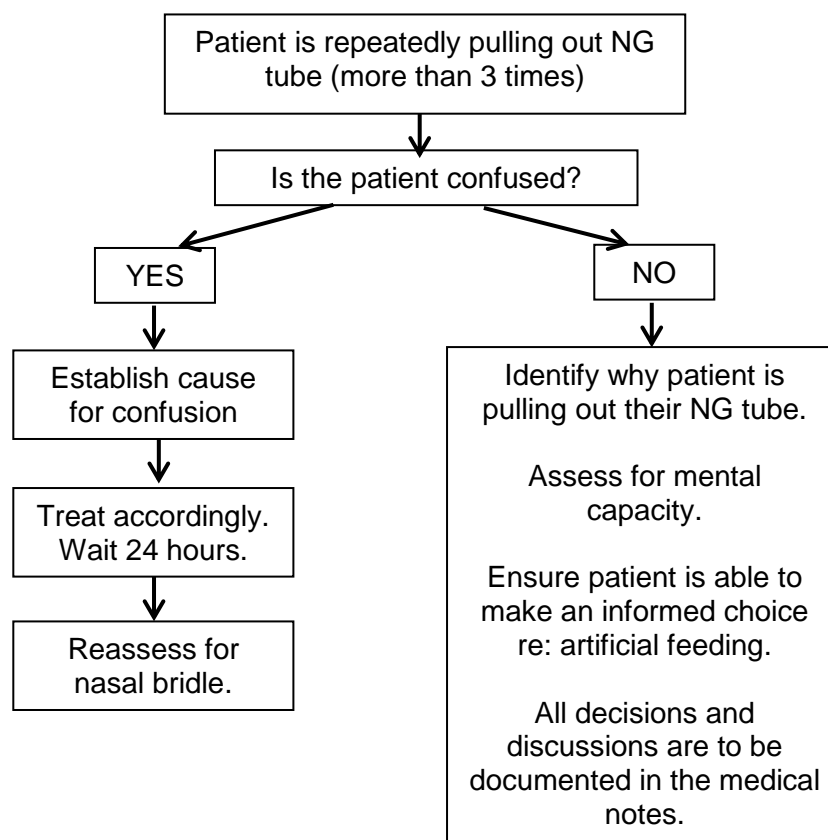 Patient is repeatedly pulling out NG
tube (more than 3 times)
Is the patient confused?
YES
NO
Establish cause
for confusion
Treat accordingly.
Wait 24 hours.
Reassess for
nasal bridle.
Identify why patient is
pulling out their NG tube.
Assess for mental
capacity.
Ensure patient is able to
make an informed choice
re: artificial feeding.
All decisions and
discussions are to be
documented in the medical
notes.